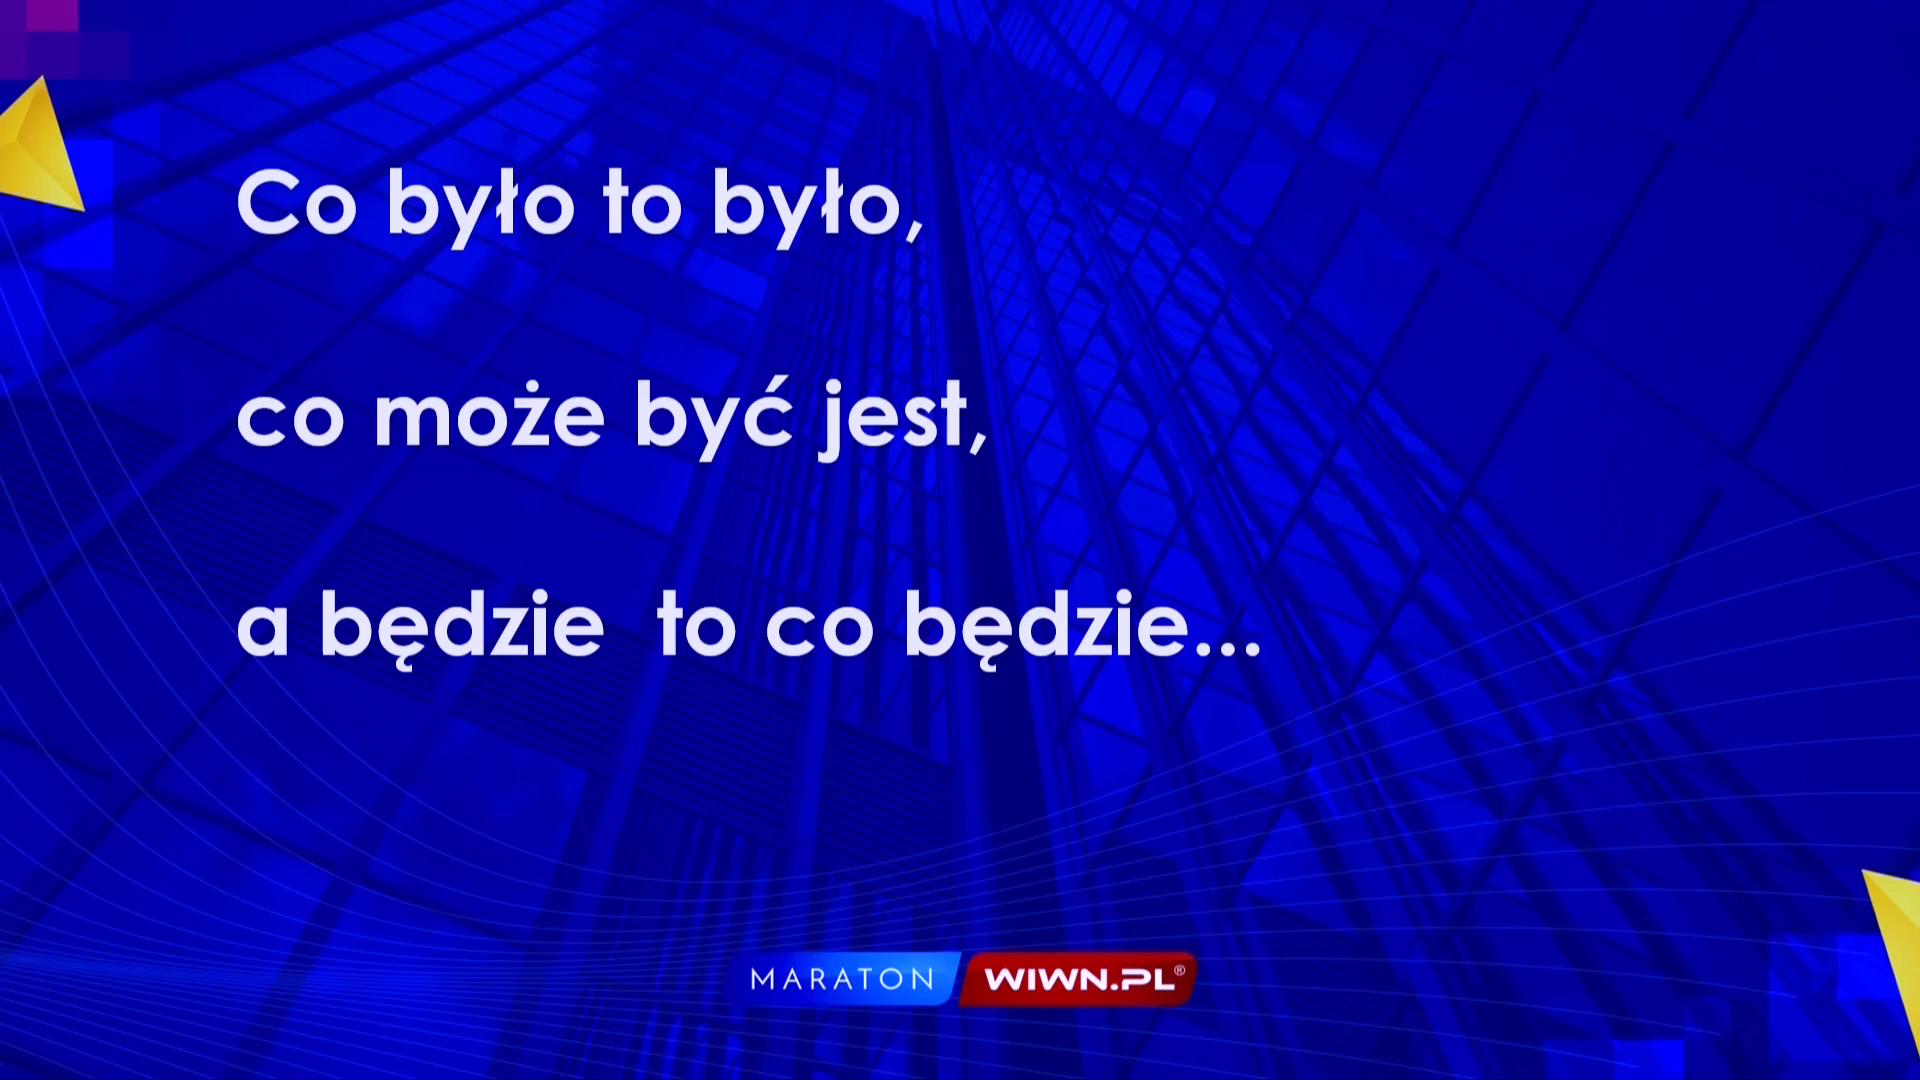 Co było to było,
co może być jest,
a będzie  to co będzie...
MARATON WIWN.PL®